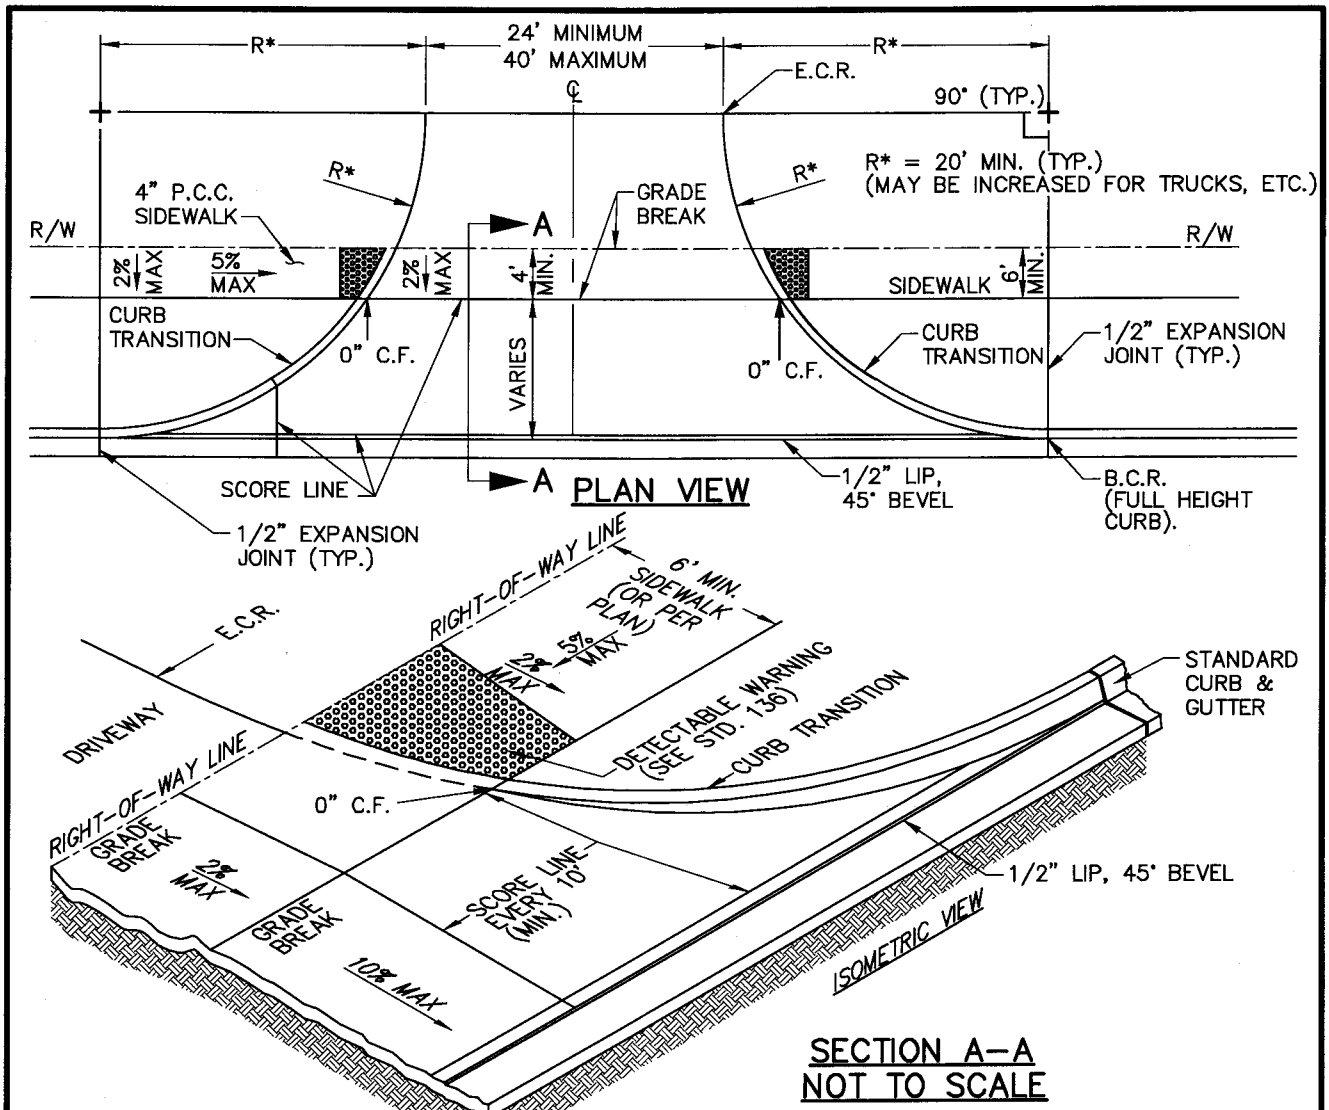 R*
24' MINIMUM
40' MAXIMUM
R*
℄
E.C.R.
90° (TYP.)
R*
R*
R* = 20' MIN. (TYP.)
(MAY BE INCREASED FOR TRUCKS, ETC.)
4" P.C.C.
SIDEWALK
GRADE
BREAK
R/W
A
R/W
2%
MAX
5%
MAX
2%
MAX
4'
MIN.
SIDEWALK
6'
MIN.
CURB
TRANSITION
0" C.F.
VARIES
0" C.F.
CURB
TRANSITION
1/2" EXPANSION
JOINT (TYP.)
SCORE LINE
A
PLAN VIEW
1/2" LIP,
45° BEVEL
B.C.R.
(FULL HEIGHT
CURB).
1/2" EXPANSION
JOINT (TYP.)
RIGHT-OF-WAY LINE
6' MIN.
SIDEWALK
(OR PER
PLAN)
E.C.R.
2%
MAX
5%
MAX
DRIVEWAY
DETECTABLE WARNING
(SEE STD. 136)
CURB TRANSITION
STANDARD
CURB &
GUTTER
RIGHT-OF-WAY LINE
0" C.F.
GRADE
BREAK
2%
MAX
SCORE LINE
EVERY 10'
(MIN.)
GRADE
BREAK
10% MAX
1/2" LIP, 45° BEVEL
ISOMETRIC VIEW
SECTION A-A
NOT TO SCALE